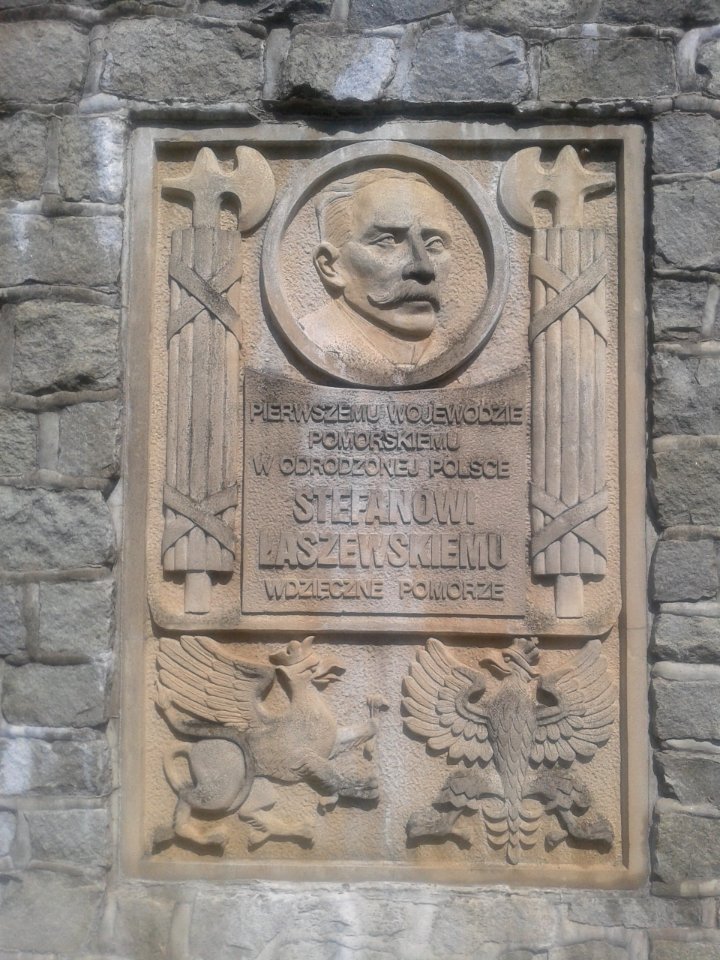 PIERWSZEMU WOJEWODZIE
POMORSKIEMU
W ODRODZONEJ POLSCE
STEFANOWI
ŁASZEWSKIEMU
WDZIĘCZNE POMORZE